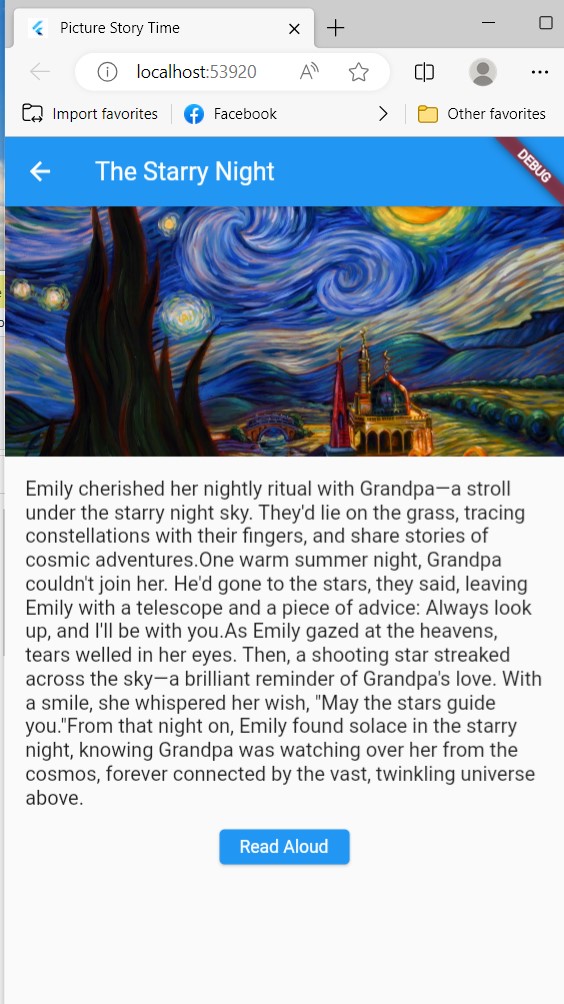 Picture Story Time
localhost:53920
Import favorites
Facebook
Other favorites
The Starry Night
DEBUG
Emily cherished her nightly ritual with Grandpa—a stroll
under the starry night sky. They'd lie on the grass, tracing
constellations with their fingers, and share stories of
cosmic adventures.One warm summer night, Grandpa
couldn't join her. He'd gone to the stars, they said, leaving
Emily with a telescope and a piece of advice: Always look
up, and I'll be with you.As Emily gazed at the heavens,
tears welled in her eyes. Then, a shooting star streaked
across the sky—a brilliant reminder of Grandpa's love. With
a smile, she whispered her wish, "May the stars guide
you."From that night on, Emily found solace in the starry
night, knowing Grandpa was watching over her from the
cosmos, forever connected by the vast, twinkling universe
above.
Read Aloud